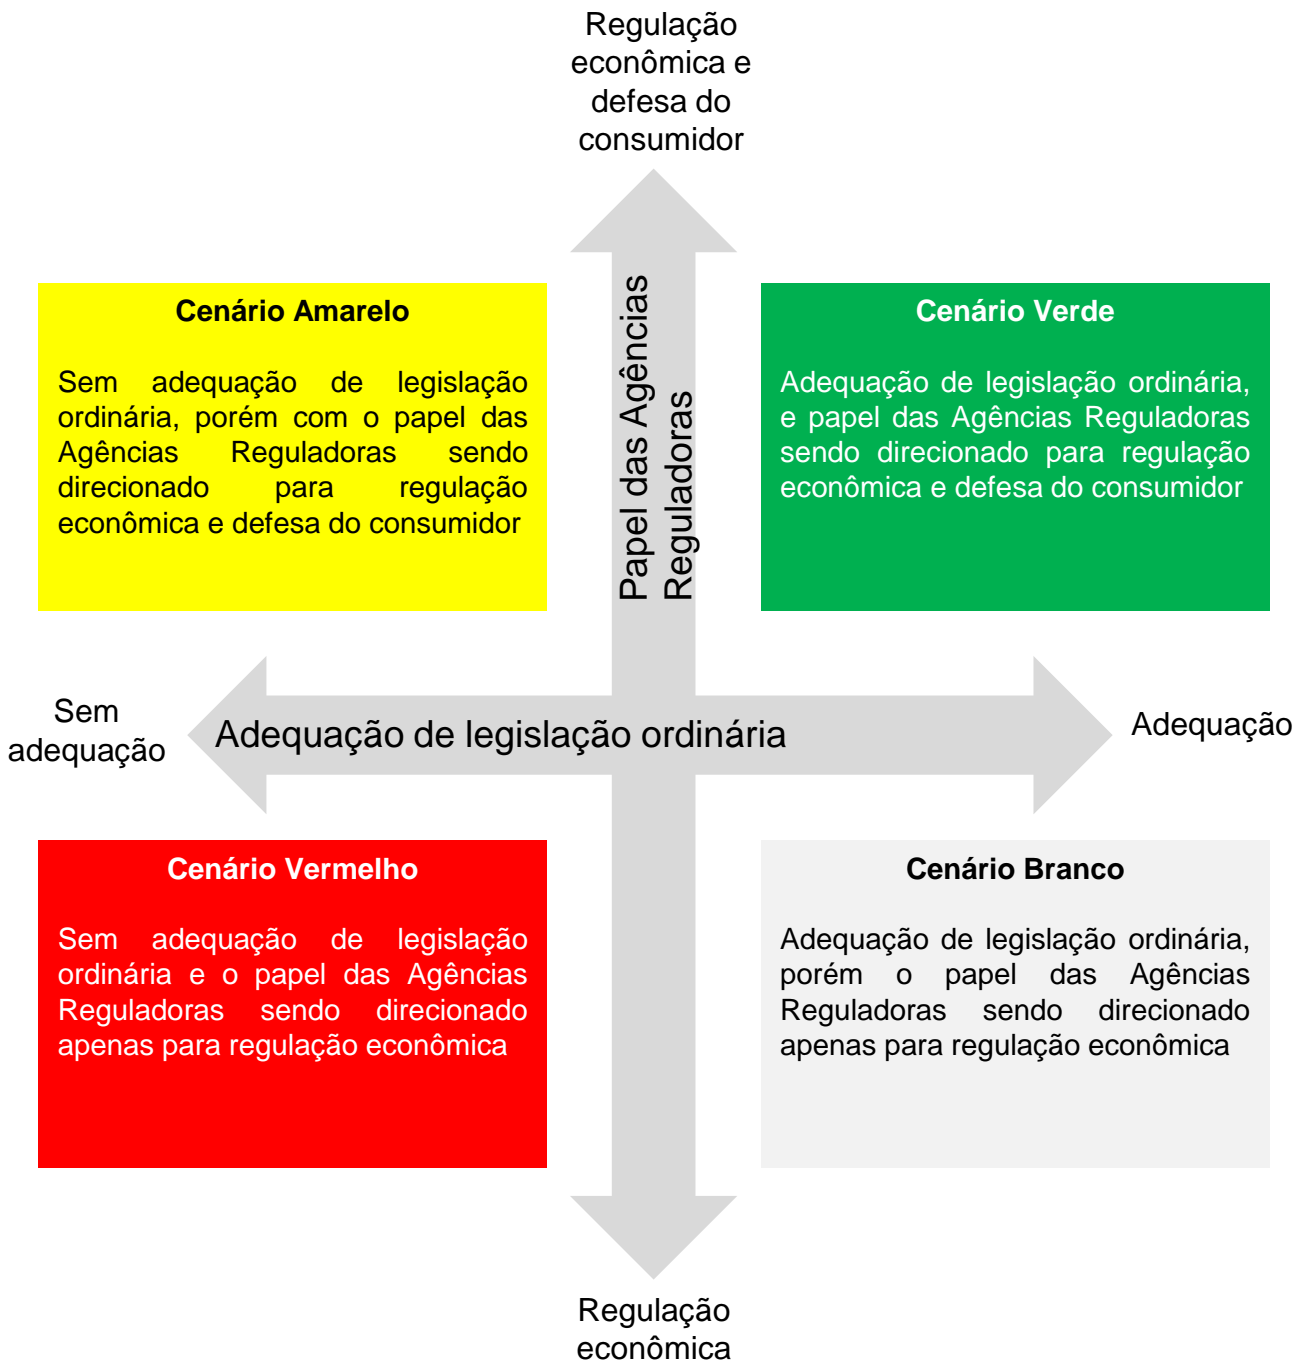 Regulação
econômica e
defesa do
consumidor
Cenário Amarelo
Sem adequação de legislação
ordinária, porém com o papel das
Agências Reguladoras sendo
direcionado para regulação
econômica e defesa do consumidor
Papel das Agências
Reguladoras
Cenário Verde
Adequação de legislação ordinária,
e papel das Agências Reguladoras
sendo direcionado para regulação
econômica e defesa do consumidor
Sem
adequação
Adequação de legislação ordinária
Adequação
Cenário Vermelho
Sem adequação de legislação
ordinária e o papel das Agências
Reguladoras sendo direcionado
apenas para regulação econômica
Cenário Branco
Adequação de legislação ordinária,
porém o papel das Agências
Reguladoras sendo direcionado
apenas para regulação econômica
Regulação
econômica